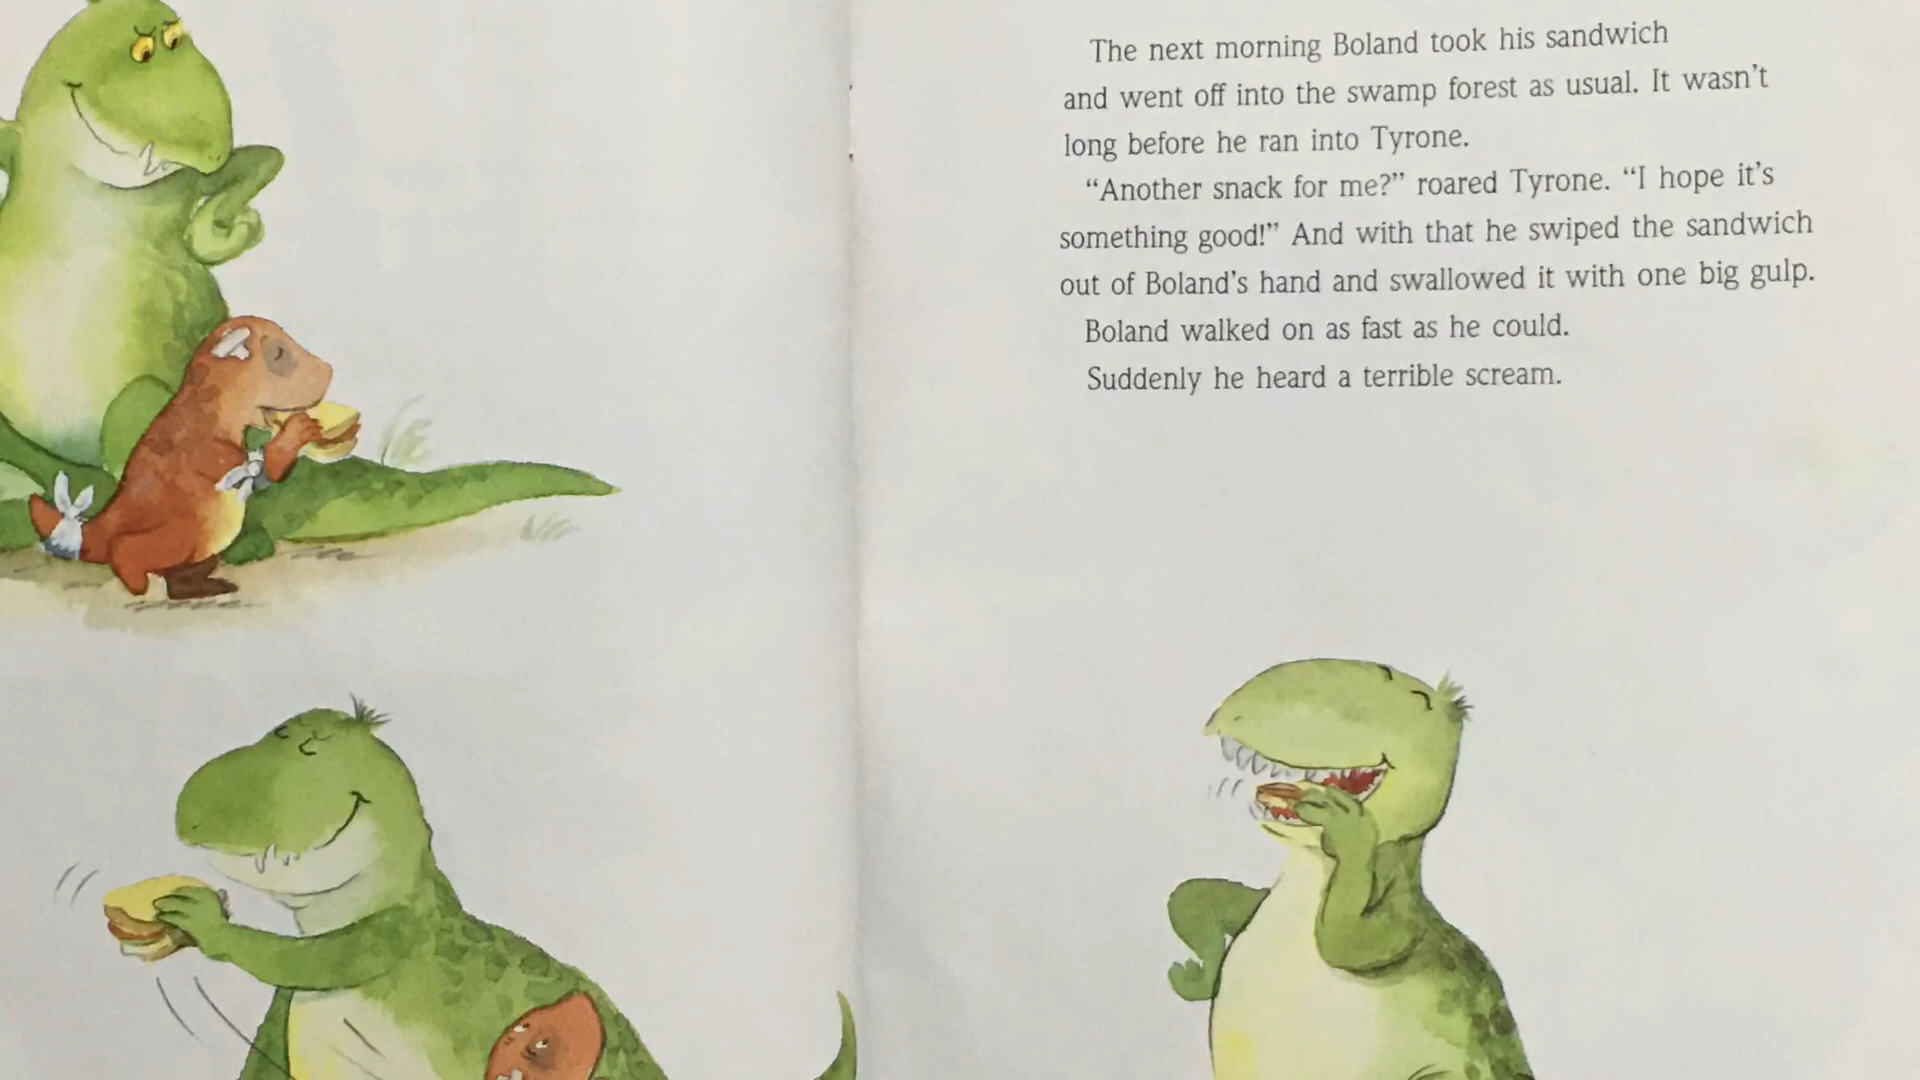 The next morning Boland took his sandwich
and went off into the swamp forest as usual. It wasn't
long before he ran into Tyrone.
“Another snack for me?” roared Tyrone. “I hope it's
something good!” And with that he swiped the sandwich
out of Boland's hand and swallowed it with one big gulp.
Boland walked on as fast as he could.
Suddenly he heard a terrible scream.